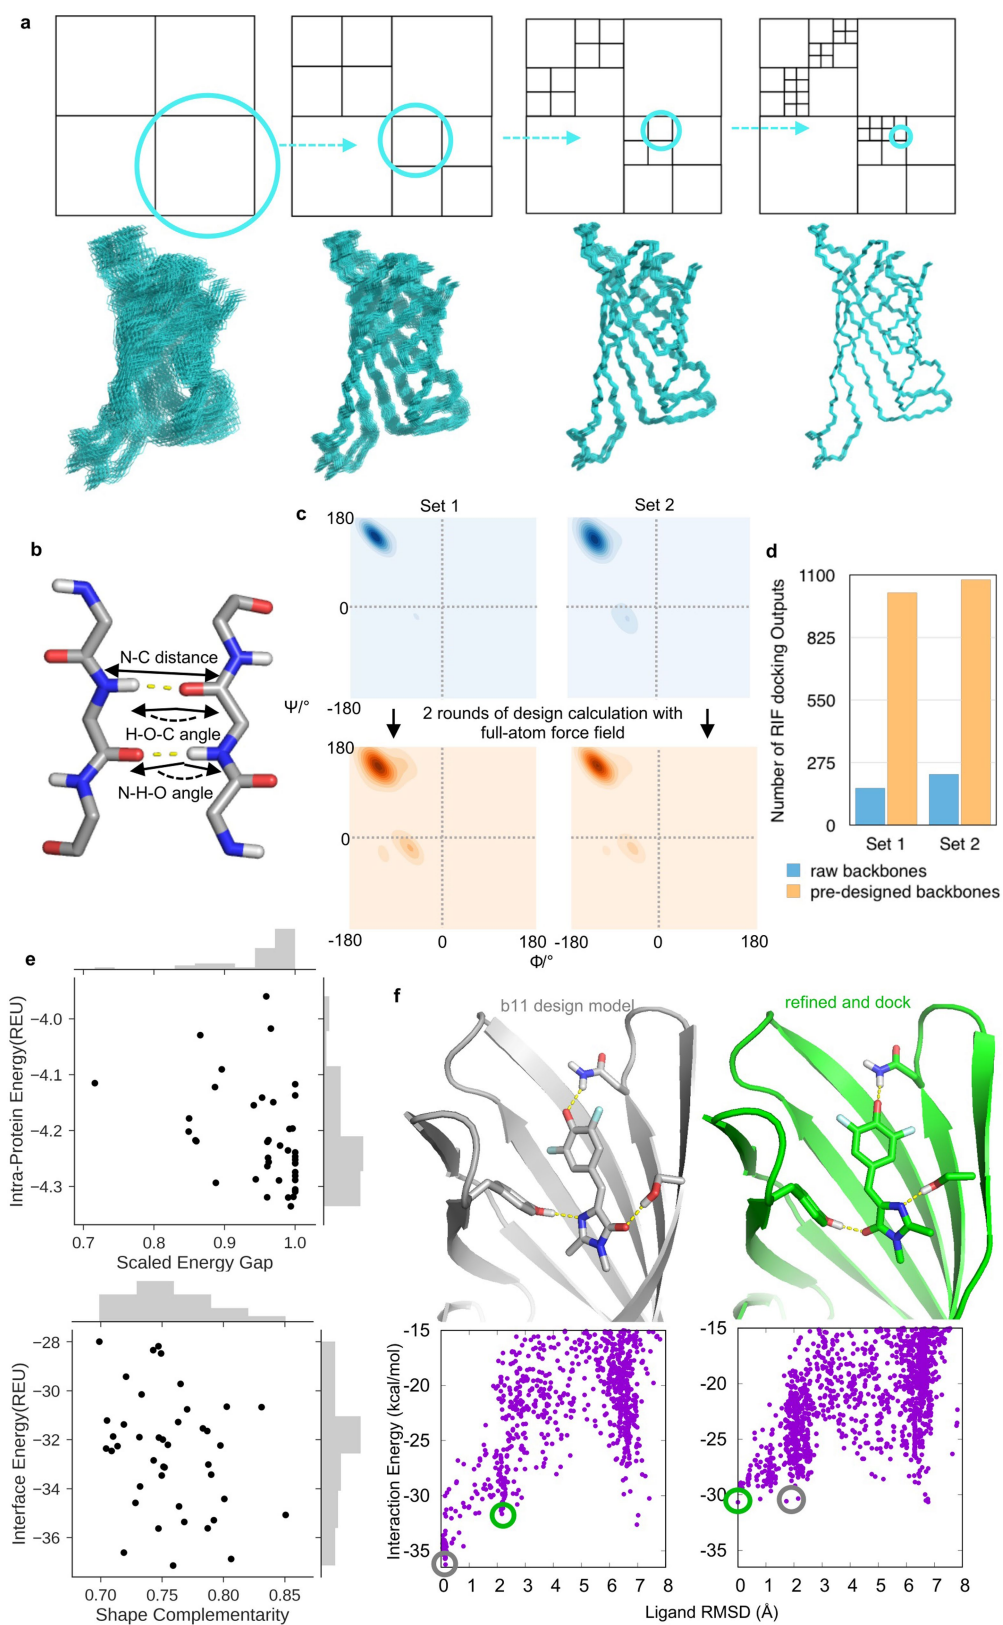 a
b
N-C distance
H-O-C angle
N-H-O angle
c
Set 1
Set 2
180
180
0
0
Ψ/°
-180
-180
2 rounds of design calculation with
full-atom force field
180
180
0
0
-180
0
180
-180
0
180
Φ/°
d
Number of RIF docking Outputs
1100
825
550
275
0
Set 1
Set 2
raw backbones
pre-designed backbones
e
Intra-Protein Energy(REU)
−4.0
−4.1
−4.2
−4.3
0.7
0.8
0.9
1.0
Scaled Energy Gap
Interface Energy(REU)
−28
−30
−32
−34
−36
0.70
0.75
0.80
0.85
Shape Complementarity
f
b11 design model
refined and dock
Interaction Energy (kcal/mol)
-15
-20
-25
-30
-35
0 1 2 3 4 5 6 7 8
-15
-20
-25
-30
-35
0 1 2 3 4 5 6 7 8
Ligand RMSD (Å)